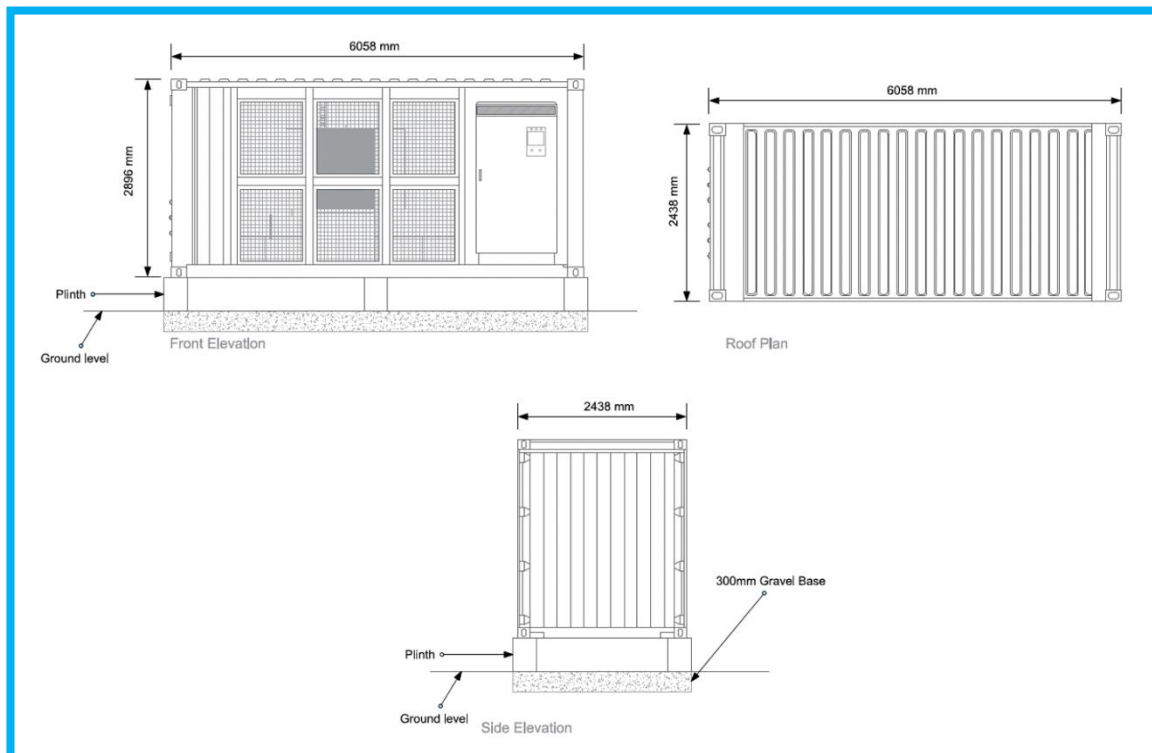 6058 mm
2896 mm
Plinth
Ground level
Front Elevation
6058 mm
2438 mm
Roof Plan
2438 mm
300mm Gravel Base
Plinth
Ground level
Side Elevation